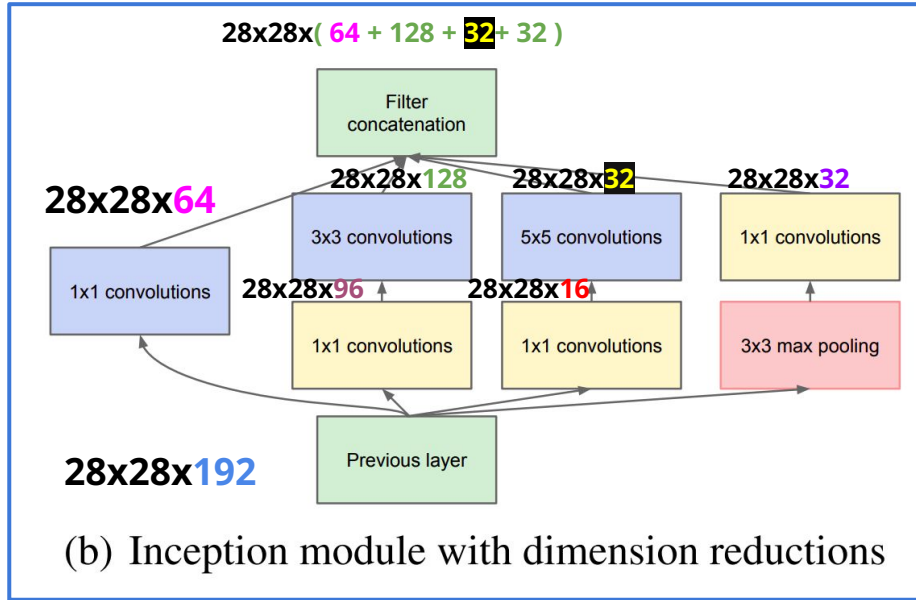 28x28x( 64 + 128 + 32+ 32 )
Filter
concatenation
28x28x128
28x28x32
28x28x32
28x28x64
3x3 convolutions
5x5 convolutions
1x1 convolutions
1x1 convolutions
28x28x96
28x28x16
1x1 convolutions
1x1 convolutions
3x3 max pooling
Previous layer
28x28x192
(b) Inception module with dimension reductions